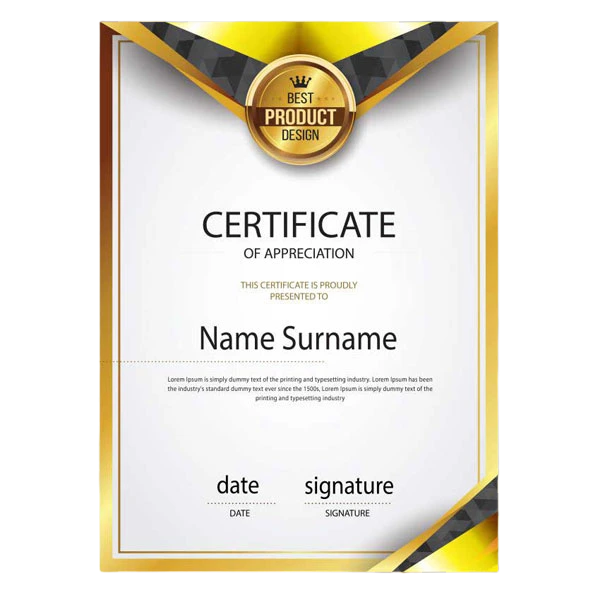 BEST
PRODUCT
DESIGN
CERTIFICATE
OF APPRECIATION
THIS CERTIFICATE IS PROUDLY
PRESENTED TO
Name Surname
Lorem Ipsum is simply dummy text of the printing and typesetting industry. Lorem Ipsum has been
the industry's standard dummy text ever since the 1500s, Lorem Ipsum is simply dummy text of the
printing and typesetting industry
date signature
DATE SIGNATURE